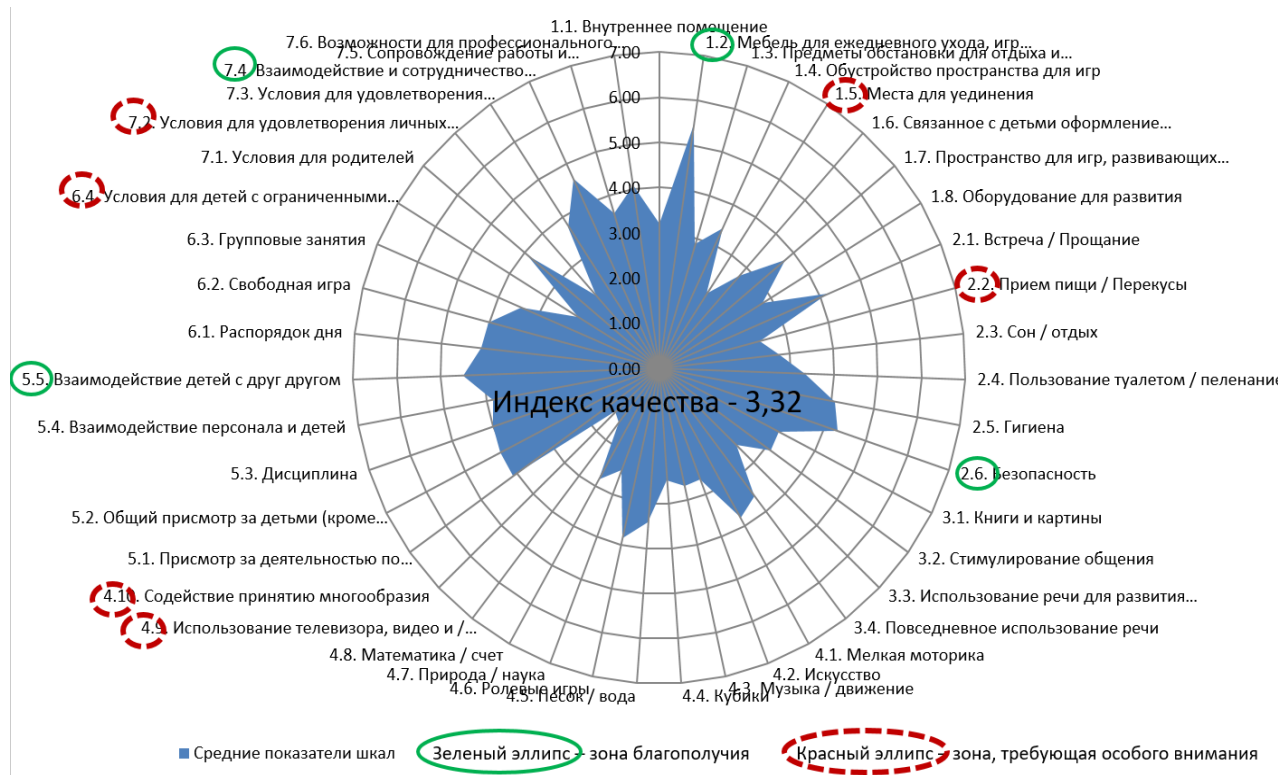 1.1. Внутреннее помещение
1.2. Мебель для ежедневного ухода, игр…
1.3. Предметы обстановки для отдыха и…
1.4. Обустройство пространства для игр
1.5. Места для уединения
1.6. Связанное с детьми оформление…
1.7. Пространство для игр, развивающих…
1.8. Оборудование для развития
2.1. Встреча / Прощание
2.2. Прием пищи / Перекусы
2.3. Сон / отдых
2.4. Пользование туалетом / пеленание
2.5. Гигиена
2.6. Безопасность
3.1. Книги и картины
3.2. Стимулирование общения
3.3. Использование речи для развития…
3.4. Повседневное использование речи
4.1. Мелкая моторика
4.2. Искусство
4.3. Музыка / движение
4.4. Кубики
4.5. Песок / вода
4.6. Ролевые игры
4.7. Природа / наука
4.8. Математика / счет
4.9. Использование телевизора, видео и /…
4.10. Содействие принятию многообразия
5.1. Присмотр за деятельностью по…
5.2. Общий присмотр за детьми (кроме…
5.3. Дисциплина
5.4. Взаимодействие персонала и детей
5.5. Взаимодействие детей с друг другом
6.1. Распорядок дня
6.2. Свободная игра
6.3. Групповые занятия
6.4. Условия для детей с ограниченными…
7.1. Условия для родителей
7.2. Условия для удовлетворения личных…
7.3. Условия для удовлетворения…
7.4. Взаимодействие и сотрудничество…
7.5. Сопровождение работы и…
7.6. Возможности для профессионального…
7.00
6.00
5.00
4.00
3.00
2.00
1.00
0.00
Индекс качества - 3,32
Средние показатели шкал
Зеленый эллипс – зона благополучия
Красный эллипс – зона, требующая особого внимания